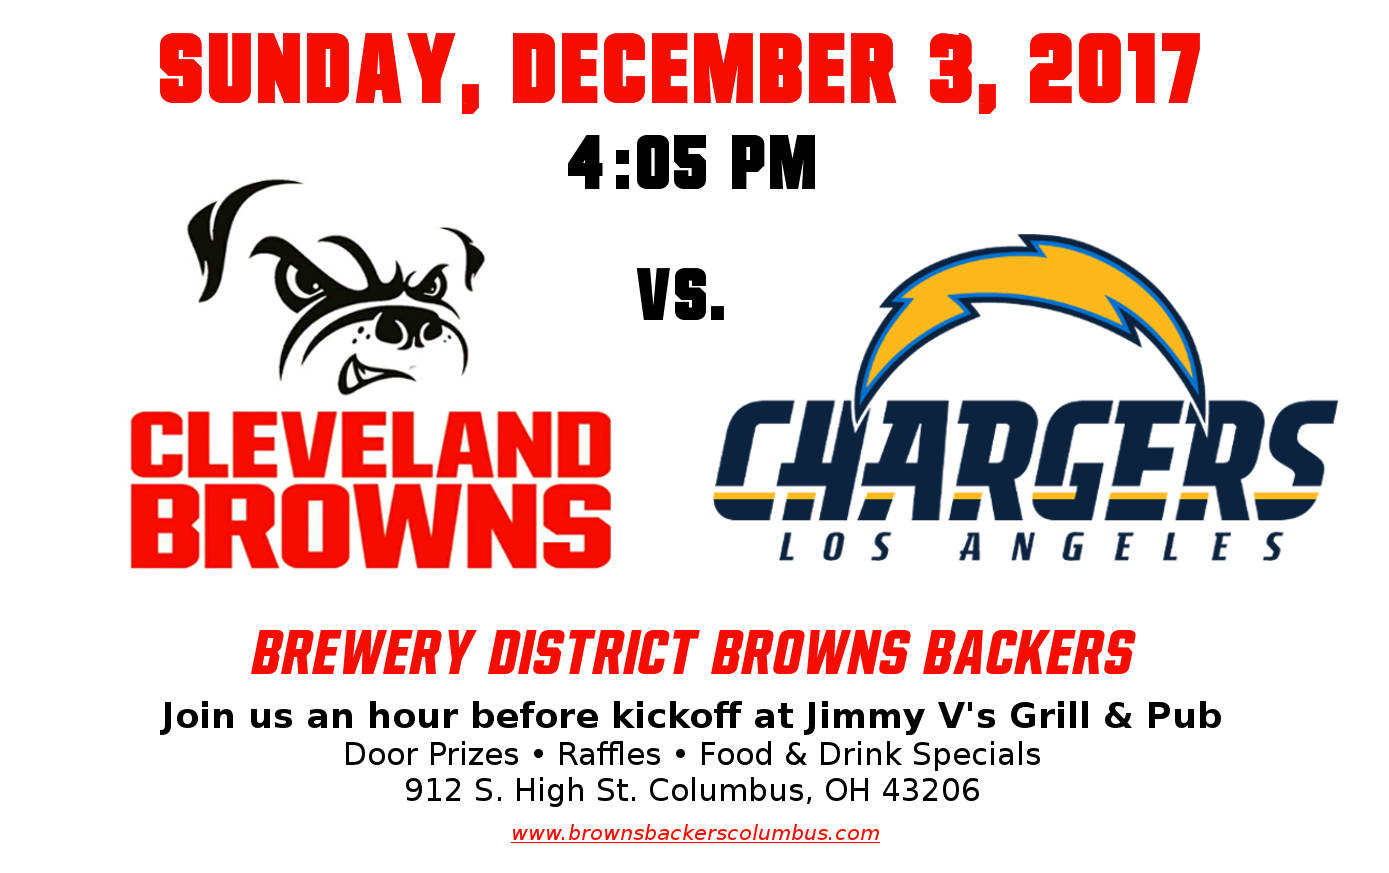 SUNDAY, DECEMBER 3, 2017
4:05 PM
VS.
CLEVELAND
BROWNS
CHARGERS
LOS ANGELES
BREWERY DISTRICT BROWNS BACKERS
Join us an hour before kickoff at Jimmy V's Grill & Pub
Door Prizes • Raffles • Food & Drink Specials
912 S. High St. Columbus, OH 43206
www.brownsbackerscolumbus.com